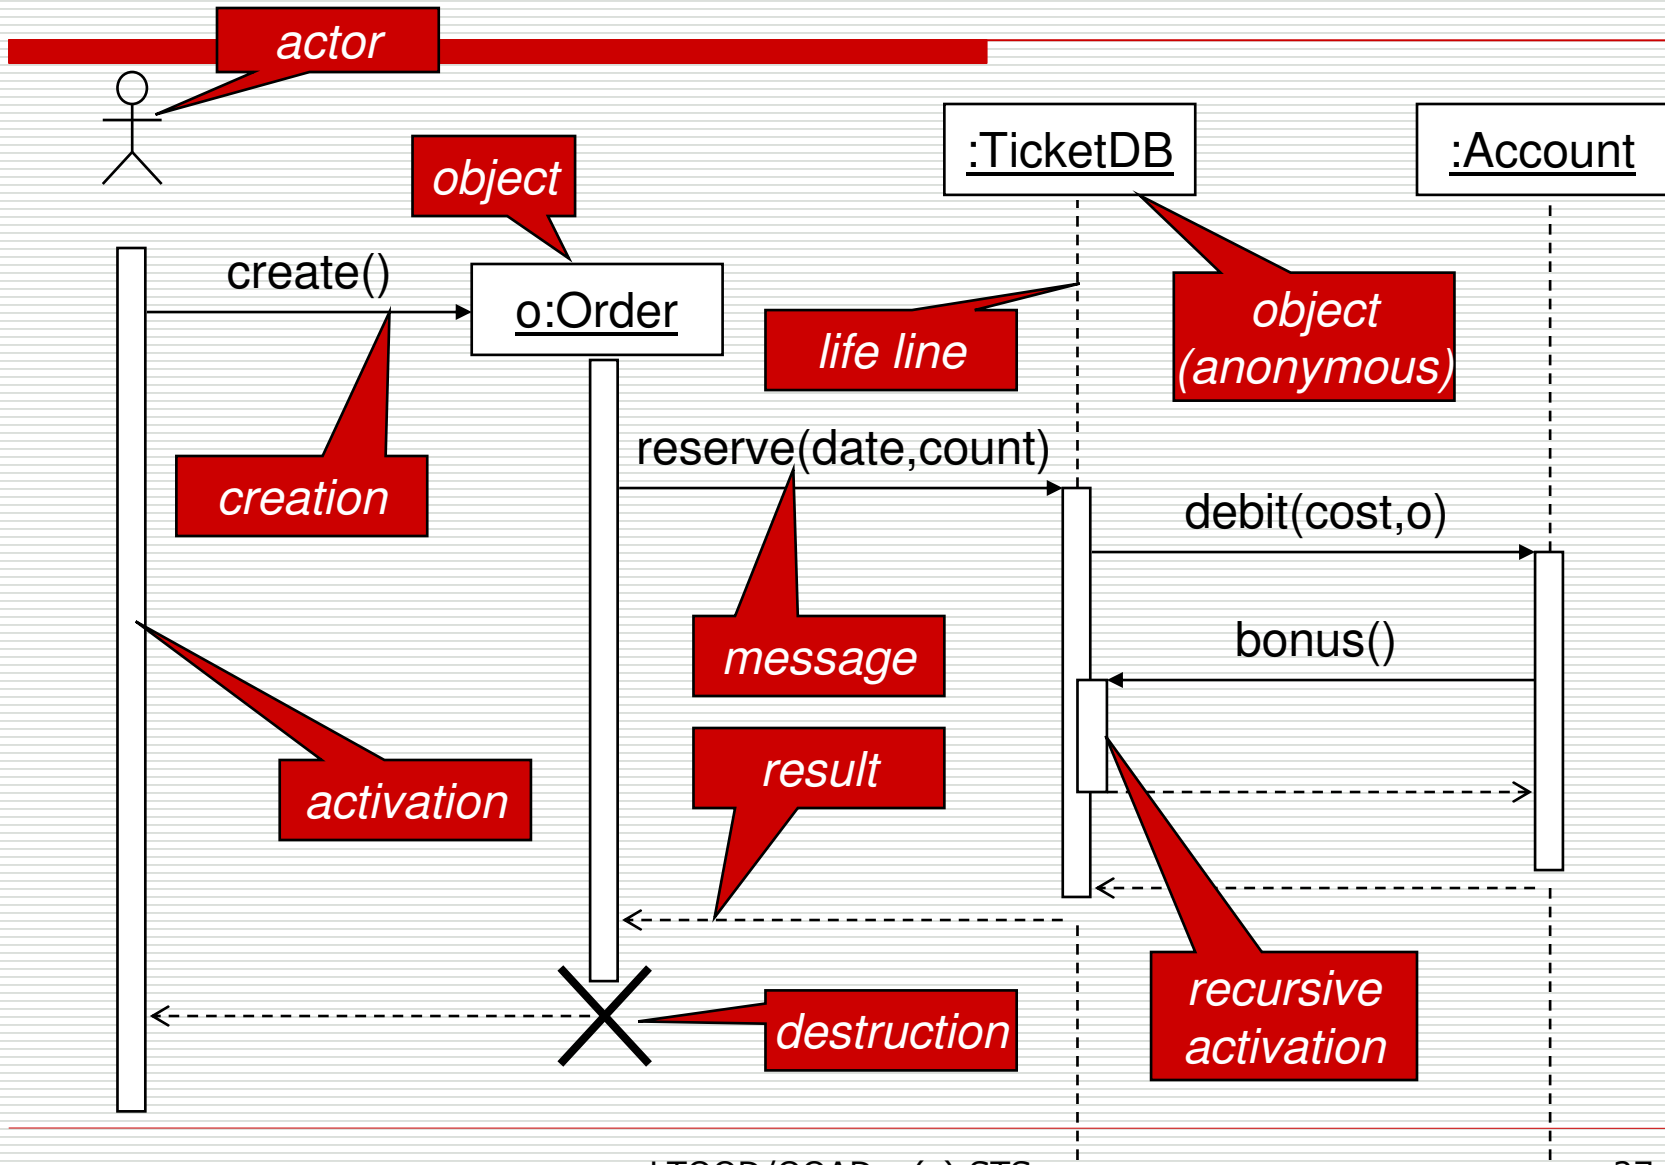 actor
:TicketDB
:Account
object
create()
o:Order
object
(anonymous)
life line
reserve(date,count)
creation
debit(cost,o)
bonus()
message
result
activation
recursive
activation
destruction